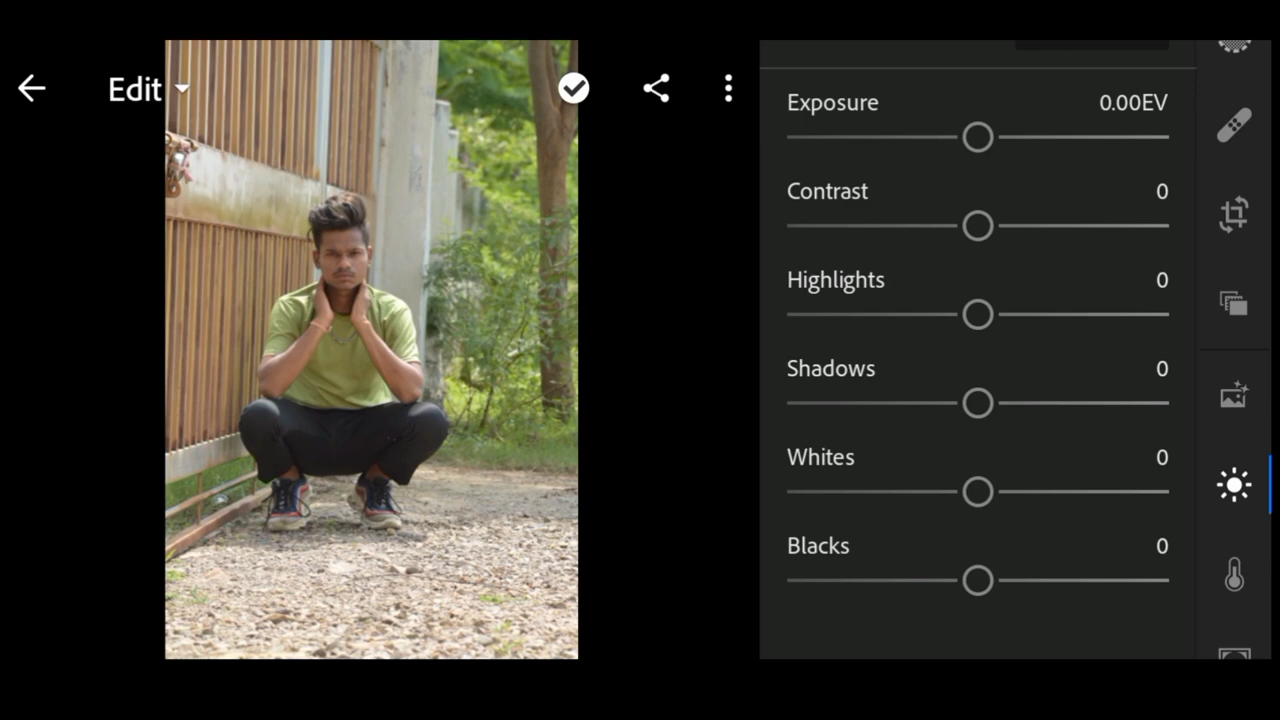 Edit
Exposure 0.00EV
Contrast 0
Highlights 0
Shadows 0
Whites 0
Blacks 0